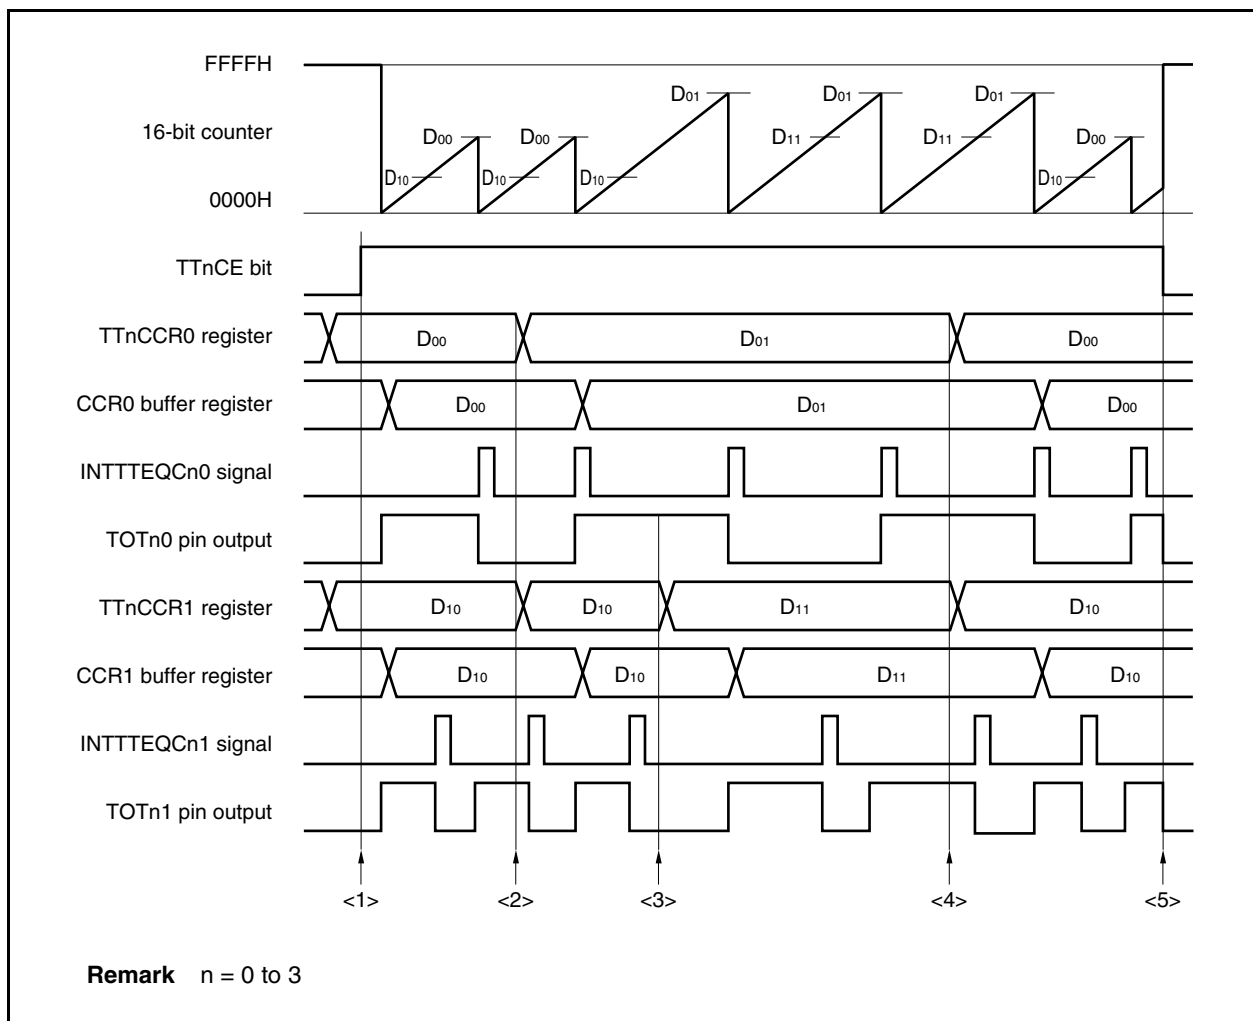 FFFFH
D01 D01 D01
16-bit counter D00 D00 D11 D11 D00
D10 D10 D10 D10
0000H
TTnCE bit
TTnCCR0 register D00 D01 D00
CCR0 buffer register D00 D01 D00
INTTTEQCn0 signal
TOTn0 pin output
TTnCCR1 register D10 D10 D11 D10
CCR1 buffer register D10 D10 D11 D10
INTTTEQCn1 signal
TOTn1 pin output
<1> <2> <3> <4> <5>
Remark n = 0 to 3